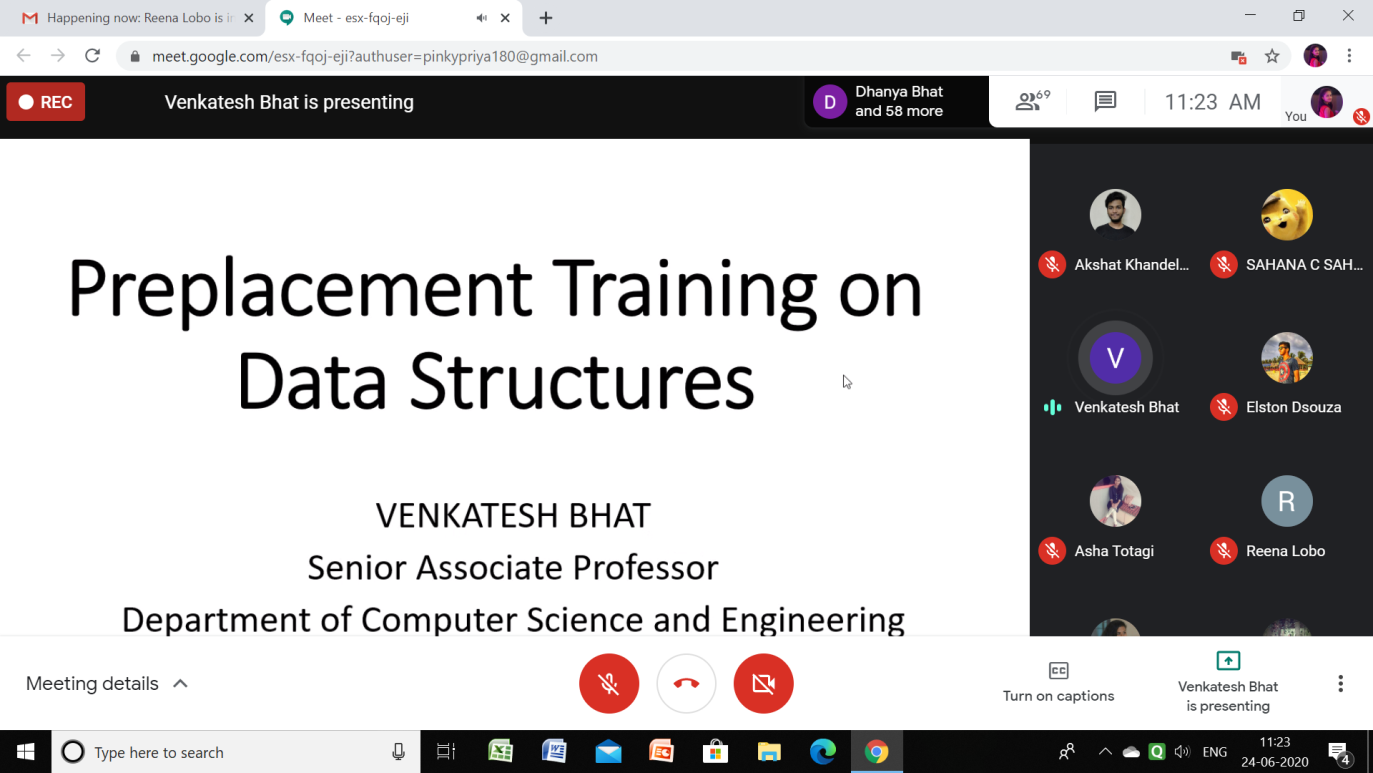 Happening now: Reena Lobo is i
Meet - esx-fqoj-eji
meet.google.com/esx-fqoj-eji?authuser=pinkypriya180@gmail.com
REC
Venkatesh Bhat is presenting
D
Dhanya Bhat
and 58 more
69
11:23 AM
You
Preplacement Training on
Data Structures
VENKATESH BHAT
Senior Associate Professor
Department of Computer Science and Engineering
Akshat Khandel...
SAHANA C SAH...
V
Venkatesh Bhat
Elston Dsouza
R
Asha Totagi
Reena Lobo
Meeting details
CC
Turn on captions
Venkatesh Bhat
is presenting
Type here to search
ENG
11:23
24-06-2020
4